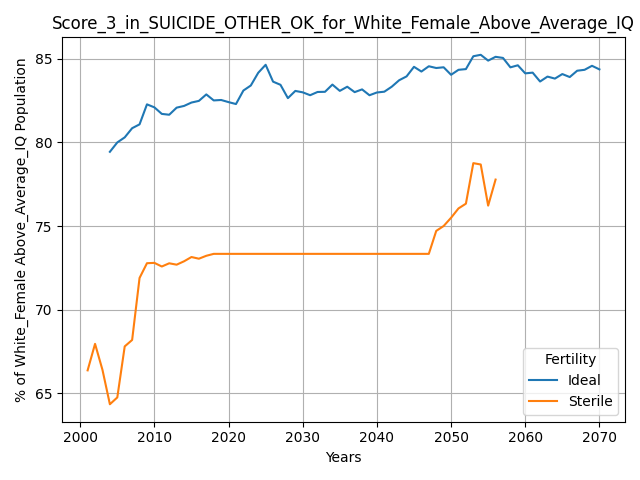 Score_3_in_SUICIDE_OTHER_OK_for_White_Female_Above_Average_IQ
% of White_Female Above_Average_IQ Population
85
80
75
70
65
2000 2010 2020 2030 2040 2050 2060 2070
Years
Fertility
Ideal
Sterile